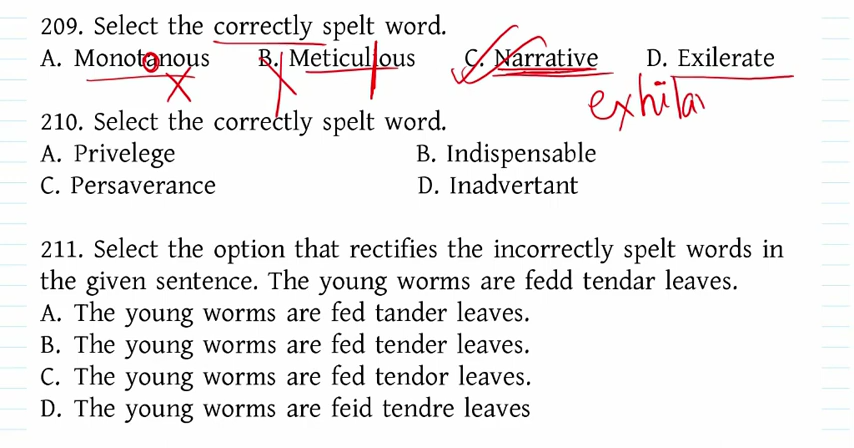 209. Select the correctly spelt word.
A. Monotanous B. Meticulious C. Narrative D. Exilerate
exhilar
210. Select the correctly spelt word.
A. Privelege B. Indispensable
C. Persaverance D. Inadvertant
211. Select the option that rectifies the incorrectly spelt words in
the given sentence. The young worms are fedd tendar leaves.
A. The young worms are fed tander leaves.
B. The young worms are fed tender leaves.
C. The young worms are fed tendor leaves.
D. The young worms are feid tendre leaves